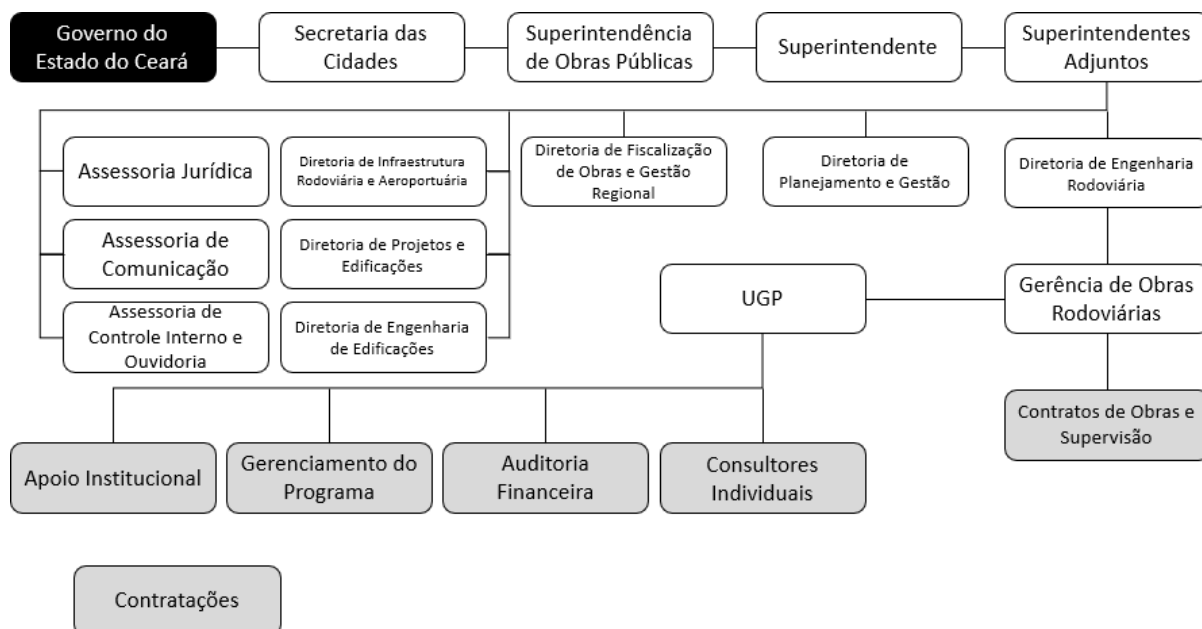 Governo do
Estado do Ceará
Secretaria das
Cidades
Superintendência
de Obras Públicas
Superintendente
Superintendentes
Adjuntos
Assessoria Jurídica
Diretoria de Infraestrutura
Rodoviária e Aeroportuária
Diretoria de Fiscalização
de Obras e Gestão
Regional
Diretoria de
Planejamento e Gestão
Diretoria de Engenharia
Rodoviária
Assessoria de
Comunicação
Diretoria de Projetos e
Edificações
UGP
Gerência de Obras
Rodoviárias
Assessoria de
Controle Interno e
Ouvidoria
Diretoria de Engenharia
de Edificações
Contratos de Obras e
Supervisão
Apoio Institucional
Gerenciamento do
Programa
Auditoria
Financeira
Consultores
Individuais
Contratações